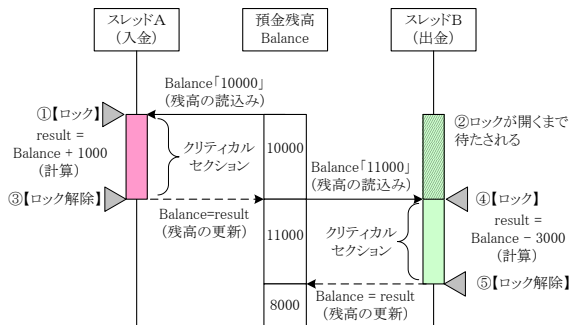 スレッドA
（入金）
預金残高
Balance
スレッドB
（出金）
Balance「10000」
（残高の読込み）
①【ロック】
result =
Balance + 1000
（計算）
クリティカル
セクション
10000
②ロックが開くまで
待たされる
Balance「11000」
（残高の読込み）
③【ロック解除】
Balance=result
（残高の更新）
④【ロック】
result =
Balance − 3000
（計算）
11000
クリティカル
セクション
⑤【ロック解除】
8000
Balance = result
（残高の更新）